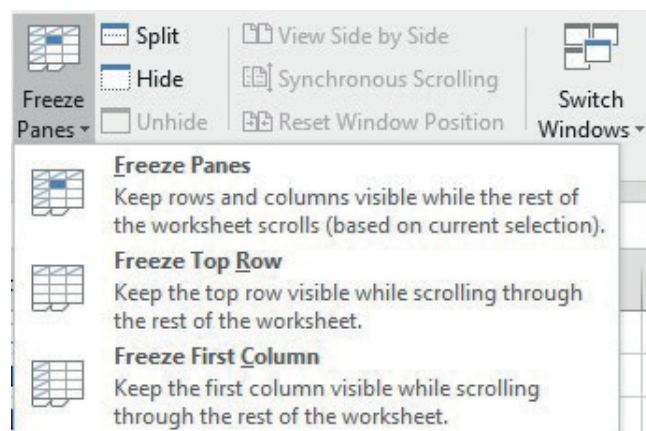 Split
View Side by Side
Hide
Synchronous Scrolling
Freeze
Panes
Unhide
Reset Window Position
Switch
Windows
Freeze Panes
Keep rows and columns visible while the rest of
the worksheet scrolls (based on current selection).
Freeze Top Row
Keep the top row visible while scrolling through
the rest of the worksheet.
Freeze First Column
Keep the first column visible while scrolling
through the rest of the worksheet.